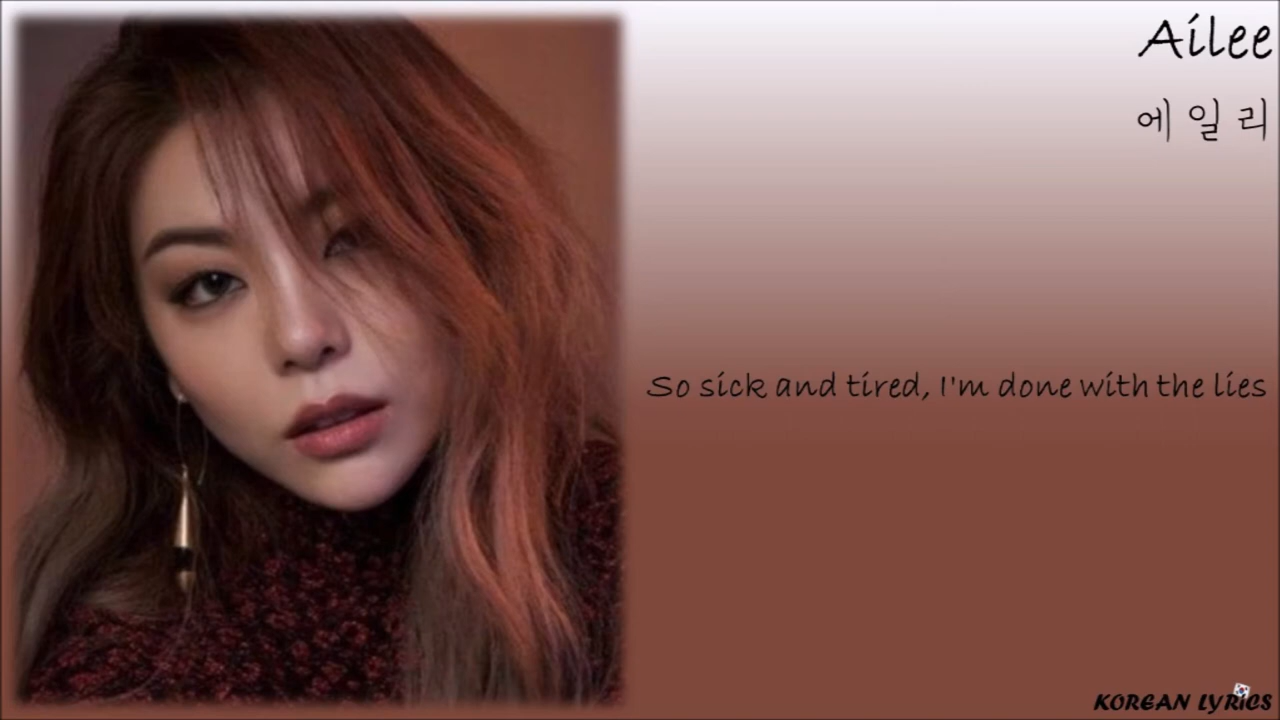 Ailee
에일리
So sick and tired, I'm done with the lies
KOREAN LYRICS